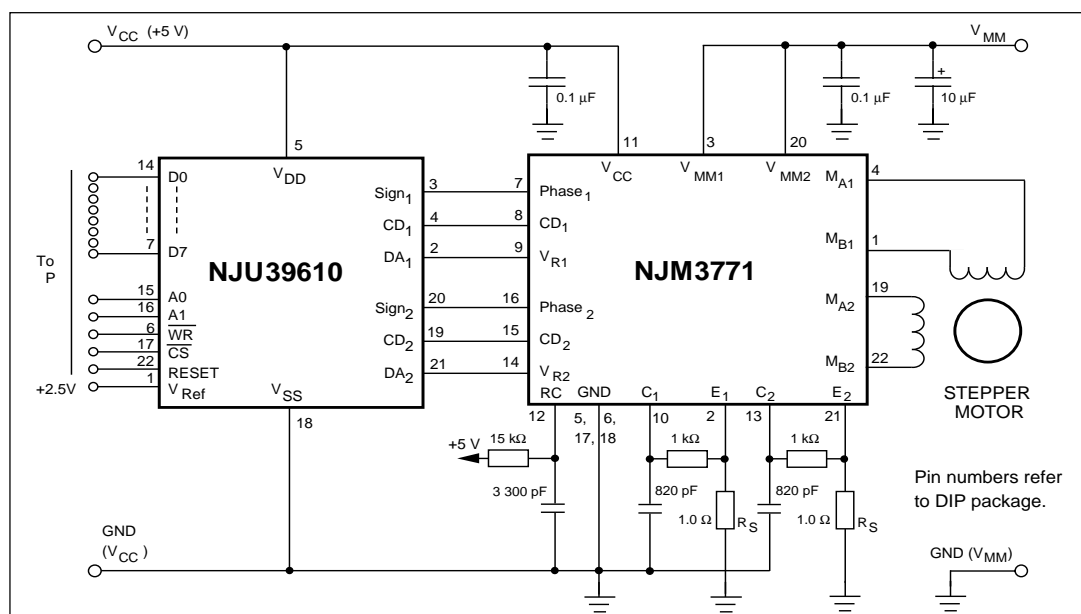 V_CC (+5 V)
V_MM
0.1 µF
0.1 µF
+
10 µF
5
11
3
20
14
D0
V_DD
V_CC
V_MM1
V_MM2
M_A1
4
Sign_1
3
7
Phase_1
CD_1
4
8
CD_1
M_B1
1
7
D7
DA_1
2
9
V_R1
To
P
NJU39610
NJM3771
15
A0
Sign_2
20
16
Phase_2
M_A2
19
16
A1
6
WR
CD_2
19
15
CD_2
17
CS
22
RESET
DA_2
21
14
V_R2
M_B2
22
+2.5V
1
V_Ref
V_SS
RC
GND
C_1
E_1
C_2
E_2
STEPPER
MOTOR
18
12
5,
6,
17,
18
10
2
13
21
+5 V
15 kΩ
1 kΩ
1 kΩ
3 300 pF
820 pF
820 pF
1.0 Ω
R_S
1.0 Ω
R_S
Pin numbers refer
to DIP package.
GND
(V_CC)
GND (V_MM)